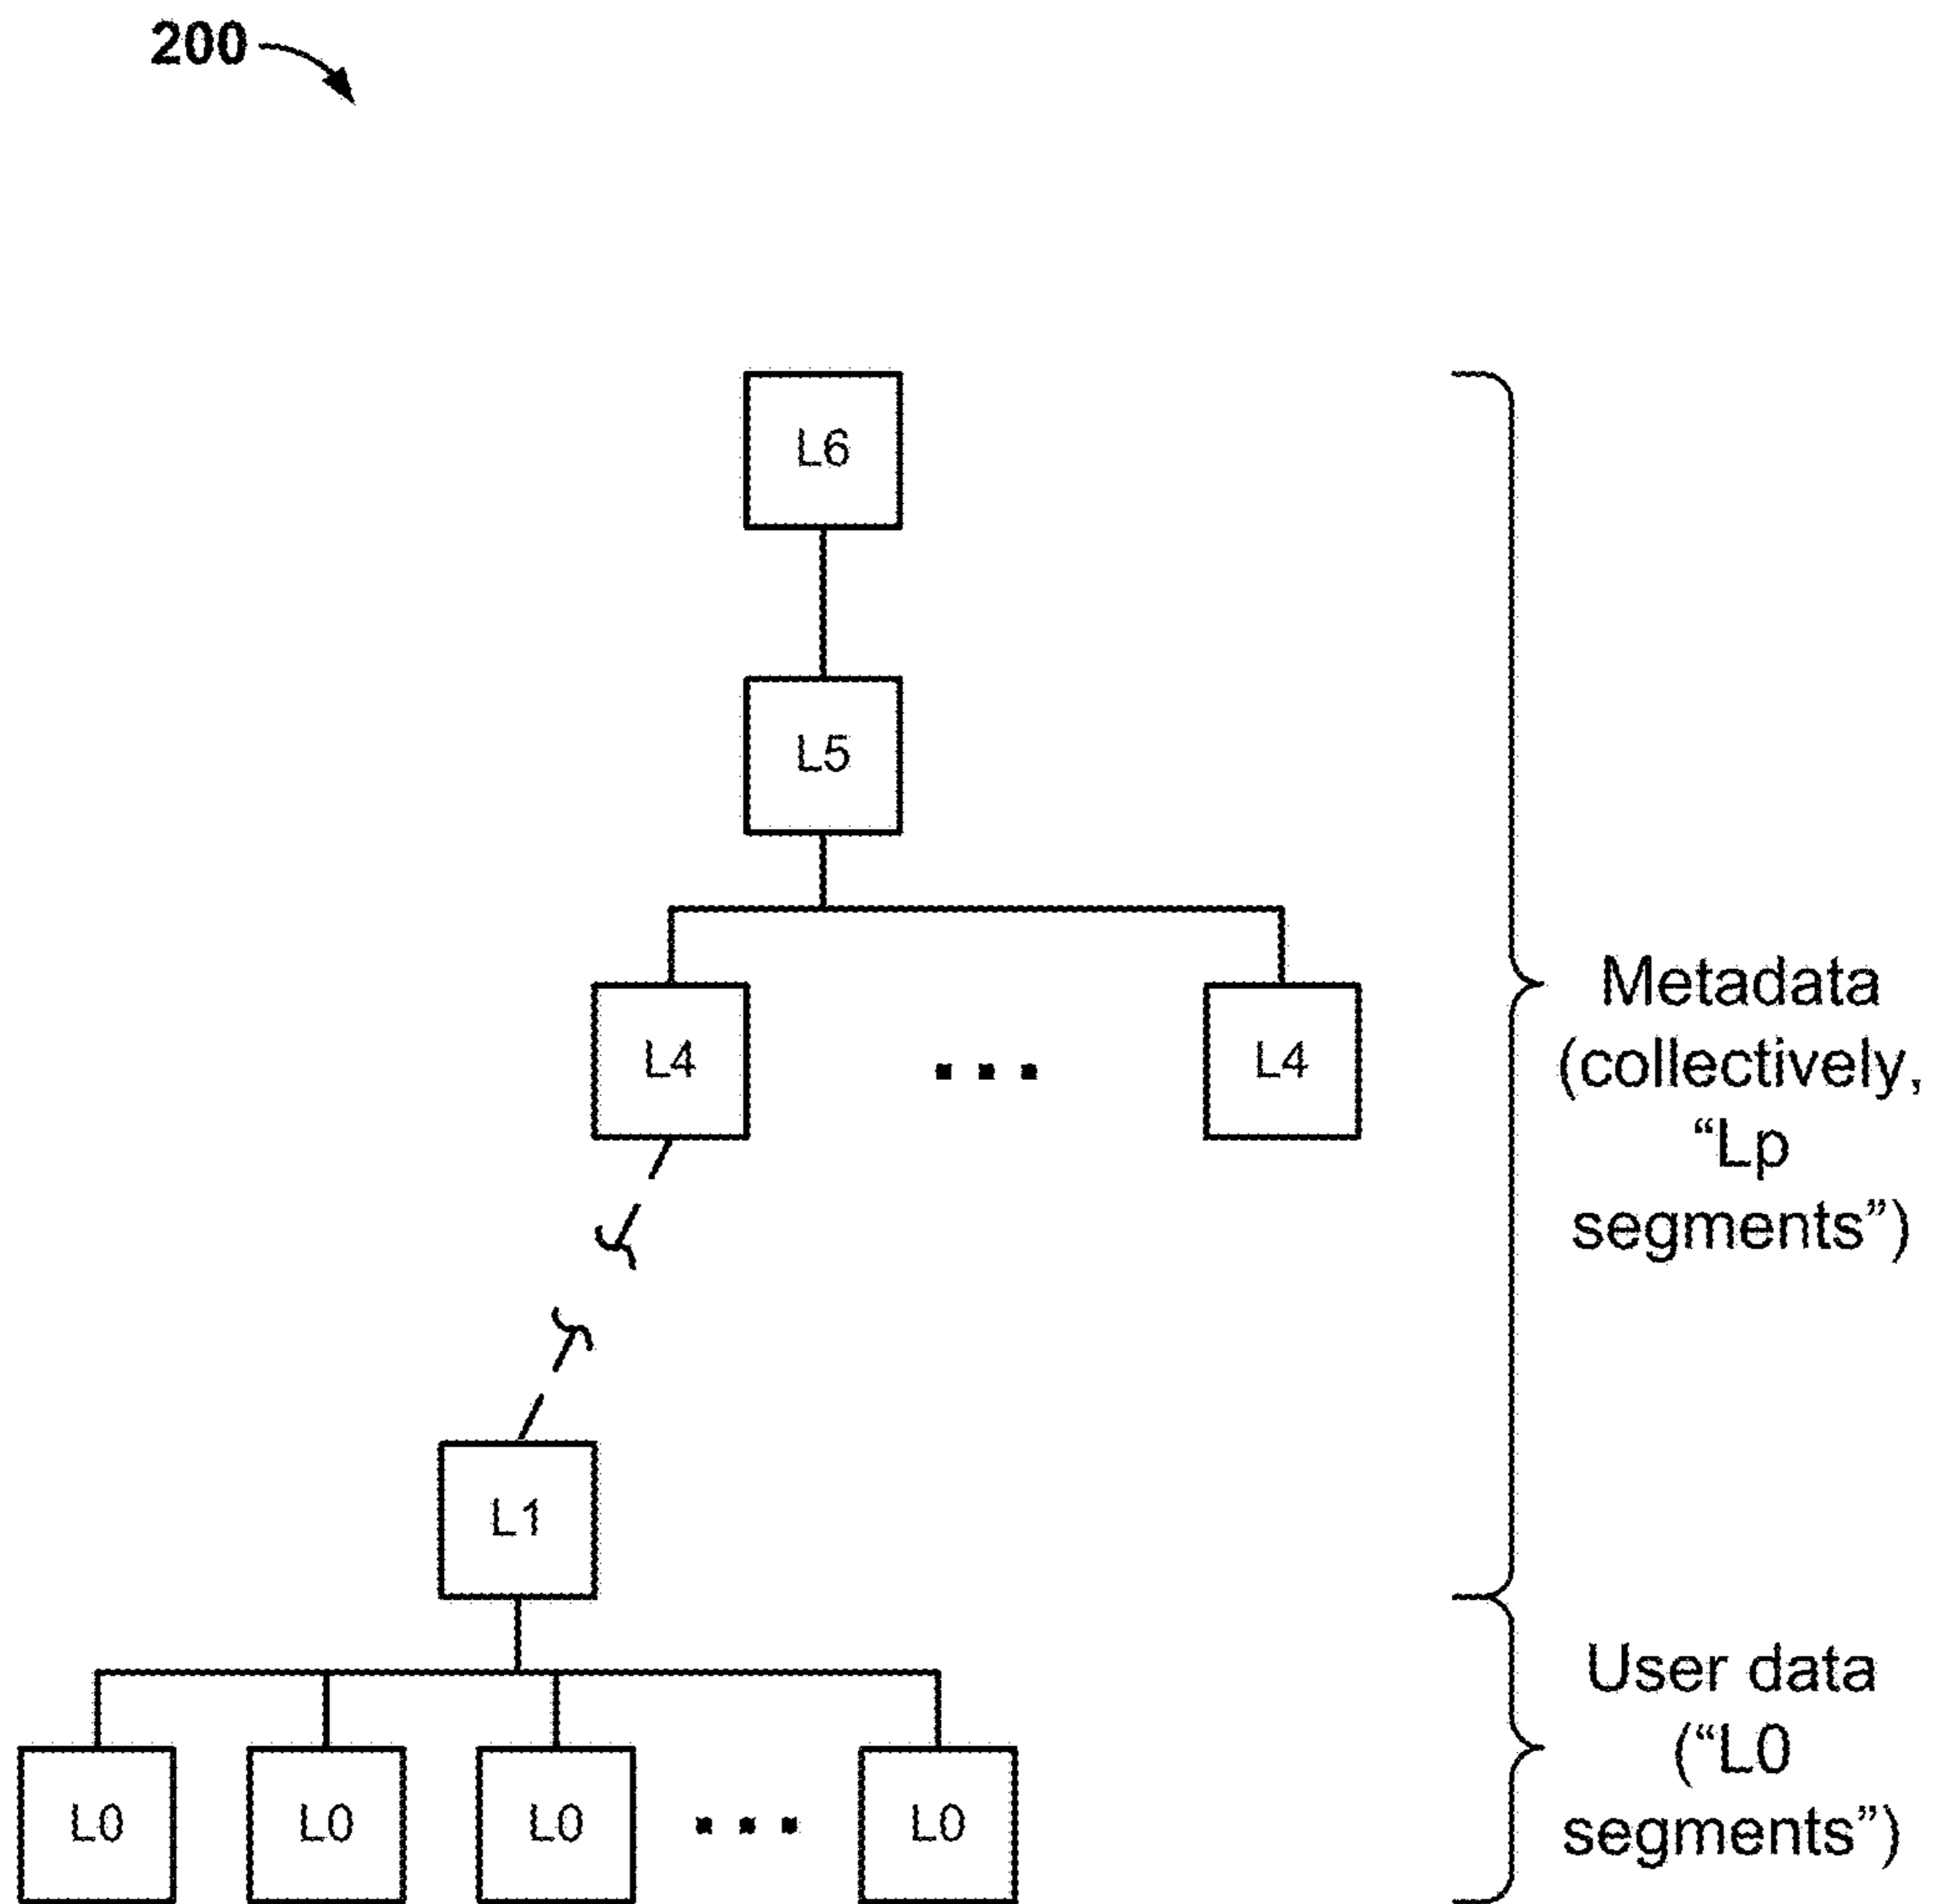 200
L6
L5
L4 ... L4
Metadata
(collectively,
“Lp
segments”)
L1
User data
(“L0
segments”)
L0 L0 L0 ... L0